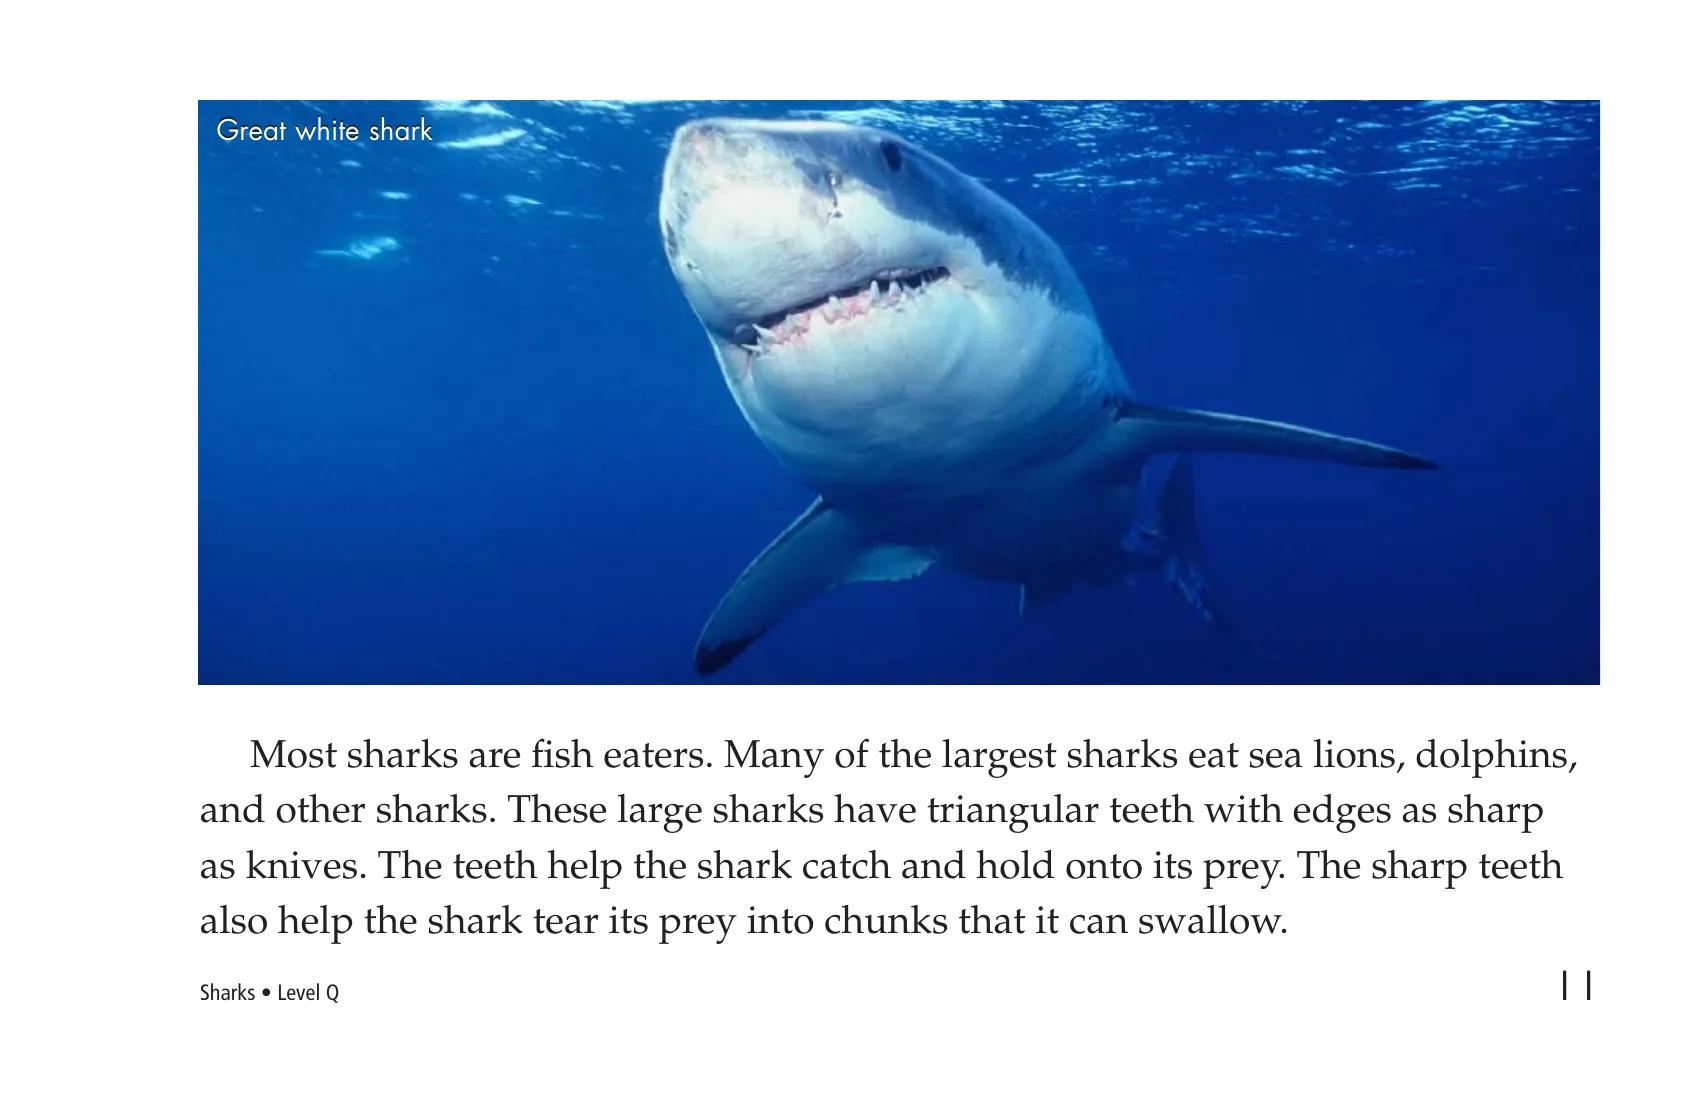 Great white shark
Most sharks are fish eaters. Many of the largest sharks eat sea lions, dolphins,
and other sharks. These large sharks have triangular teeth with edges as sharp
as knives. The teeth help the shark catch and hold onto its prey. The sharp teeth
also help the shark tear its prey into chunks that it can swallow.
Sharks • Level Q
11